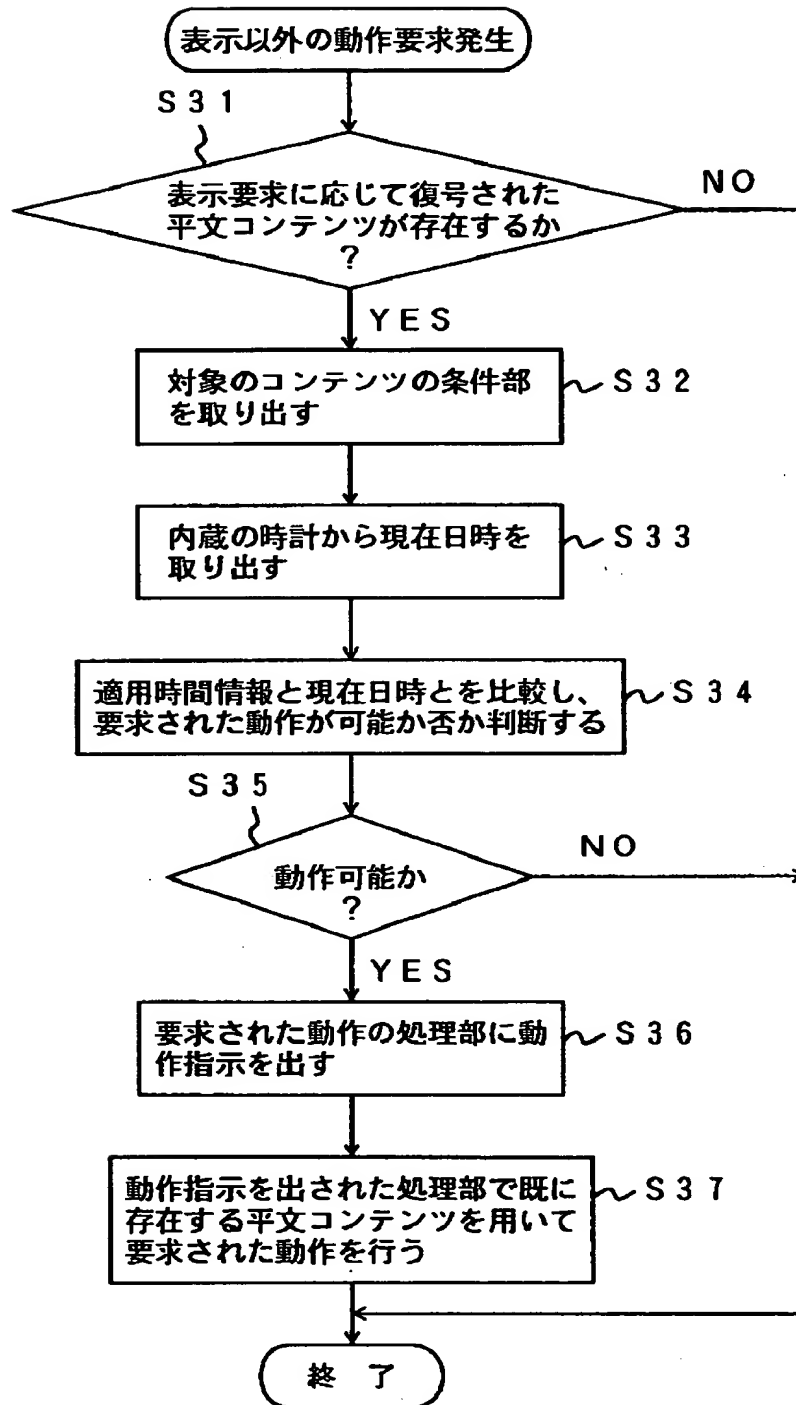 表示以外の動作要求発生
S31
表示要求に応じて復号された
平文コンテンツが存在するか
?
NO
YES
対象のコンテンツの条件部
を取り出す
S32
内蔵の時計から現在日時を
取り出す
S33
適用時間情報と現在日時とを比較し、
要求された動作が可能か否か判断する
S34
S35
動作可能か
?
NO
YES
要求された動作の処理部に動
作指示を出す
S36
動作指示を出された処理部で既に
存在する平文コンテンツを用いて
要求された動作を行う
S37
終了